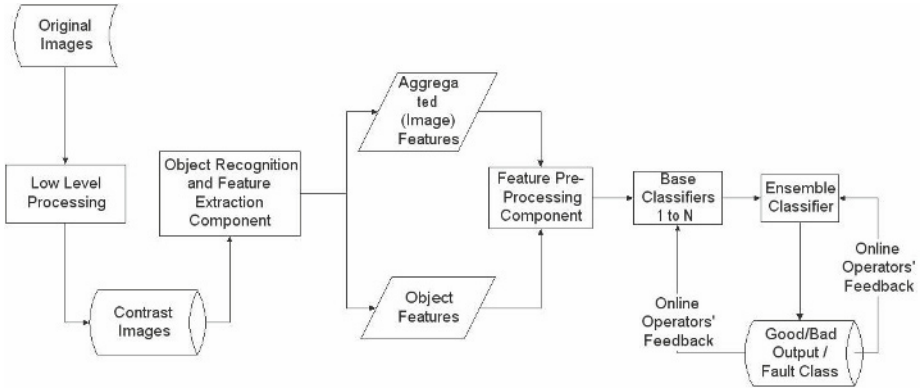 Original
Images
Low Level
Processing
Contrast
Images
Object Recognition
and Feature
Extraction
Component
Aggrega
ted
(Image)
Features
Object
Features
Feature Pre-
Processing
Component
Base
Classifiers
1 to N
Ensemble
Classifier
Online
Operators'
Feedback
Online
Operators'
Feedback
Good/Bad
Output /
Fault Class